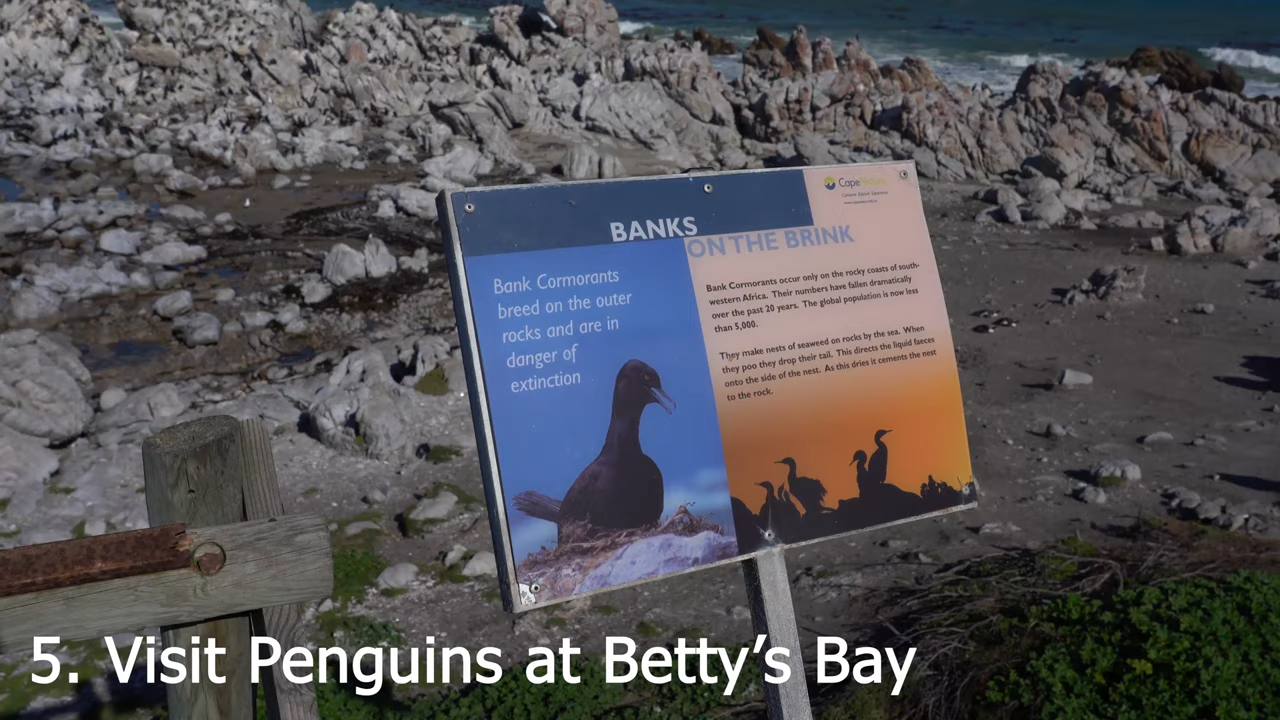 BANKS
ON THE BRINK
CapeNature
Bank Cormorants
breed on the outer
rocks and are in
danger of
extinction
Bank Cormorants occur only on the rocky coasts of south-
western Africa. Their numbers have fallen dramatically
over the past 20 years. The global population is now less
than 5,000.
They make nests of seaweed on rocks by the sea. When
they poo they drop their tail. This directs the liquid faeces
onto the side of the nest. As this dries it cements the nest
to the rock.
5. Visit Penguins at Betty’s Bay